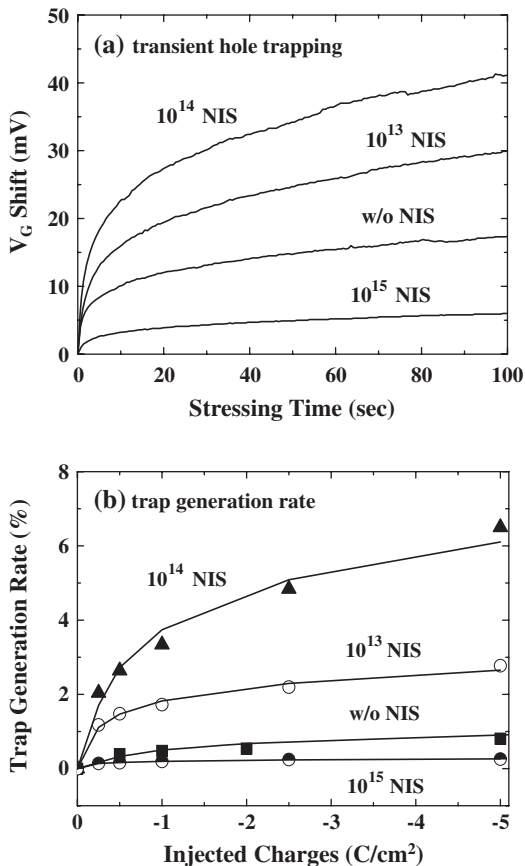 (a) transient hole trapping
50
40
30
20
10
0
V_G Shift (mV)
10^14 NIS
10^13 NIS
w/o NIS
10^15 NIS
0 20 40 60 80 100
Stressing Time (sec)
(b) trap generation rate
8
6
4
2
0
Trap Generation Rate (%)
10^14 NIS
10^13 NIS
w/o NIS
10^15 NIS
0 -1 -2 -3 -4 -5
Injected Charges (C/cm²)